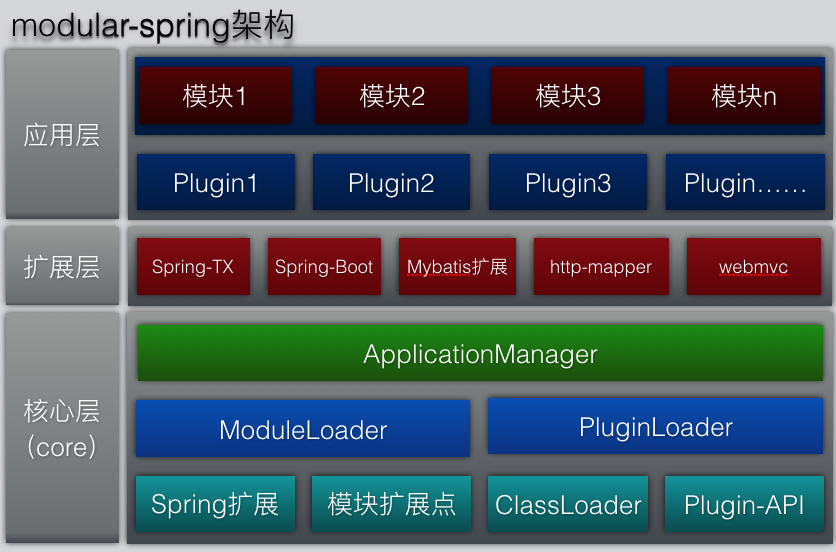 modular-spring架构
应用层
模块1
模块2
模块3
模块n
Plugin1
Plugin2
Plugin3
Plugin……
扩展层
Spring-TX
Spring-Boot
Mybatis扩展
http-mapper
webmvc
核心层
（core）
ApplicationManager
ModuleLoader
PluginLoader
Spring扩展
模块扩展点
ClassLoader
Plugin-API